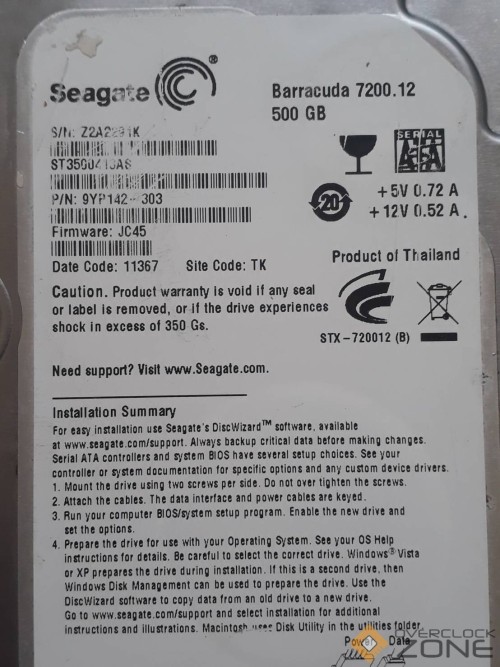 Seagate
Barracuda 7200.12
500 GB
SERIAL
ATA
P/N: 9YP142-303
Firmware: JC45
20
+5V 0.72 A
+12V 0.52 A
Date Code: 11367 Site Code: TK
Product of Thailand
Caution. Product warranty is void if any seal
or label is removed, or if the drive experiences
shock in excess of 350 Gs.
STX-720012 (B)
Need support? Visit www.Seagate.com.
Installation Summary
For easy installation use Seagate's DiscWizard™ software, available
at www.seagate.com/support. Always backup critical data before making changes.
Serial ATA controllers and system BIOS have several setup choices. See your
controller or system documentation for specific options and any custom device drivers.
1. Mount the drive using two screws per side. Do not over tighten the screws.
2. Attach the cables. The data interface and power cables are keyed.
3. Run your computer BIOS/system setup program. Enable the new drive and
set the options.
4. Prepare the drive for use with your Operating System. See your OS Help
instructions for details. Be careful to select the correct drive. Windows® Vista
or XP prepares the drive during installation. If this is a second drive, then
Windows Disk Management can be used to prepare the drive. Use the
DiscWizard software to copy data from an old drive to a new drive.
Go to www.seagate.com/support and select for additional
instructions and illustrations. Macintosh uses Disk Utility in the utilities folder.
Power Data
OVERCLOCK
ZONE